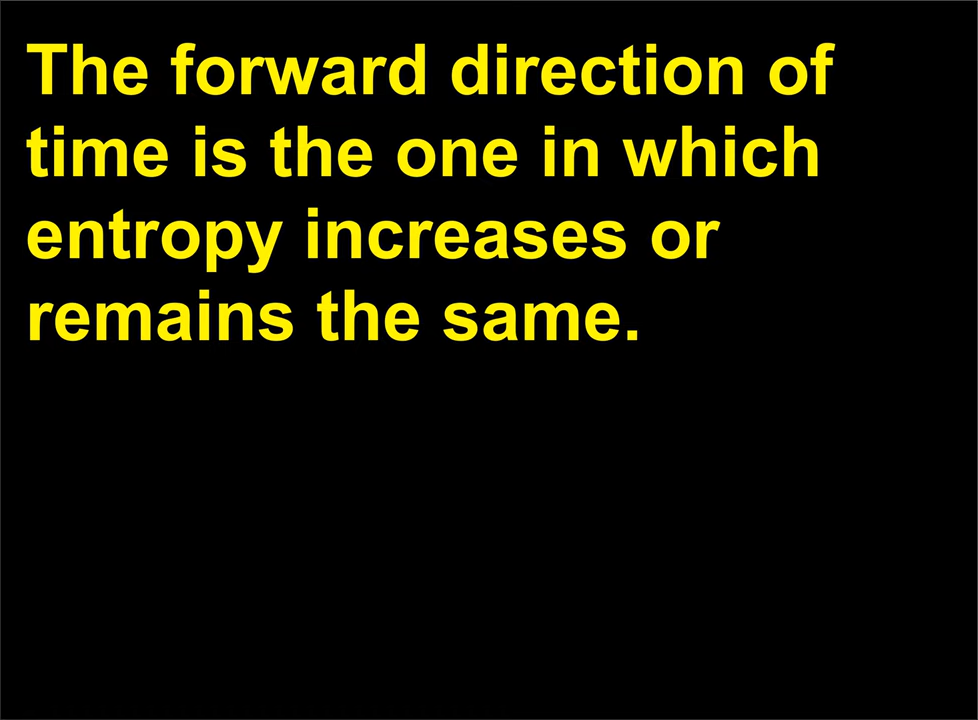 The forward direction of
time is the one in which
entropy increases or
remains the same.